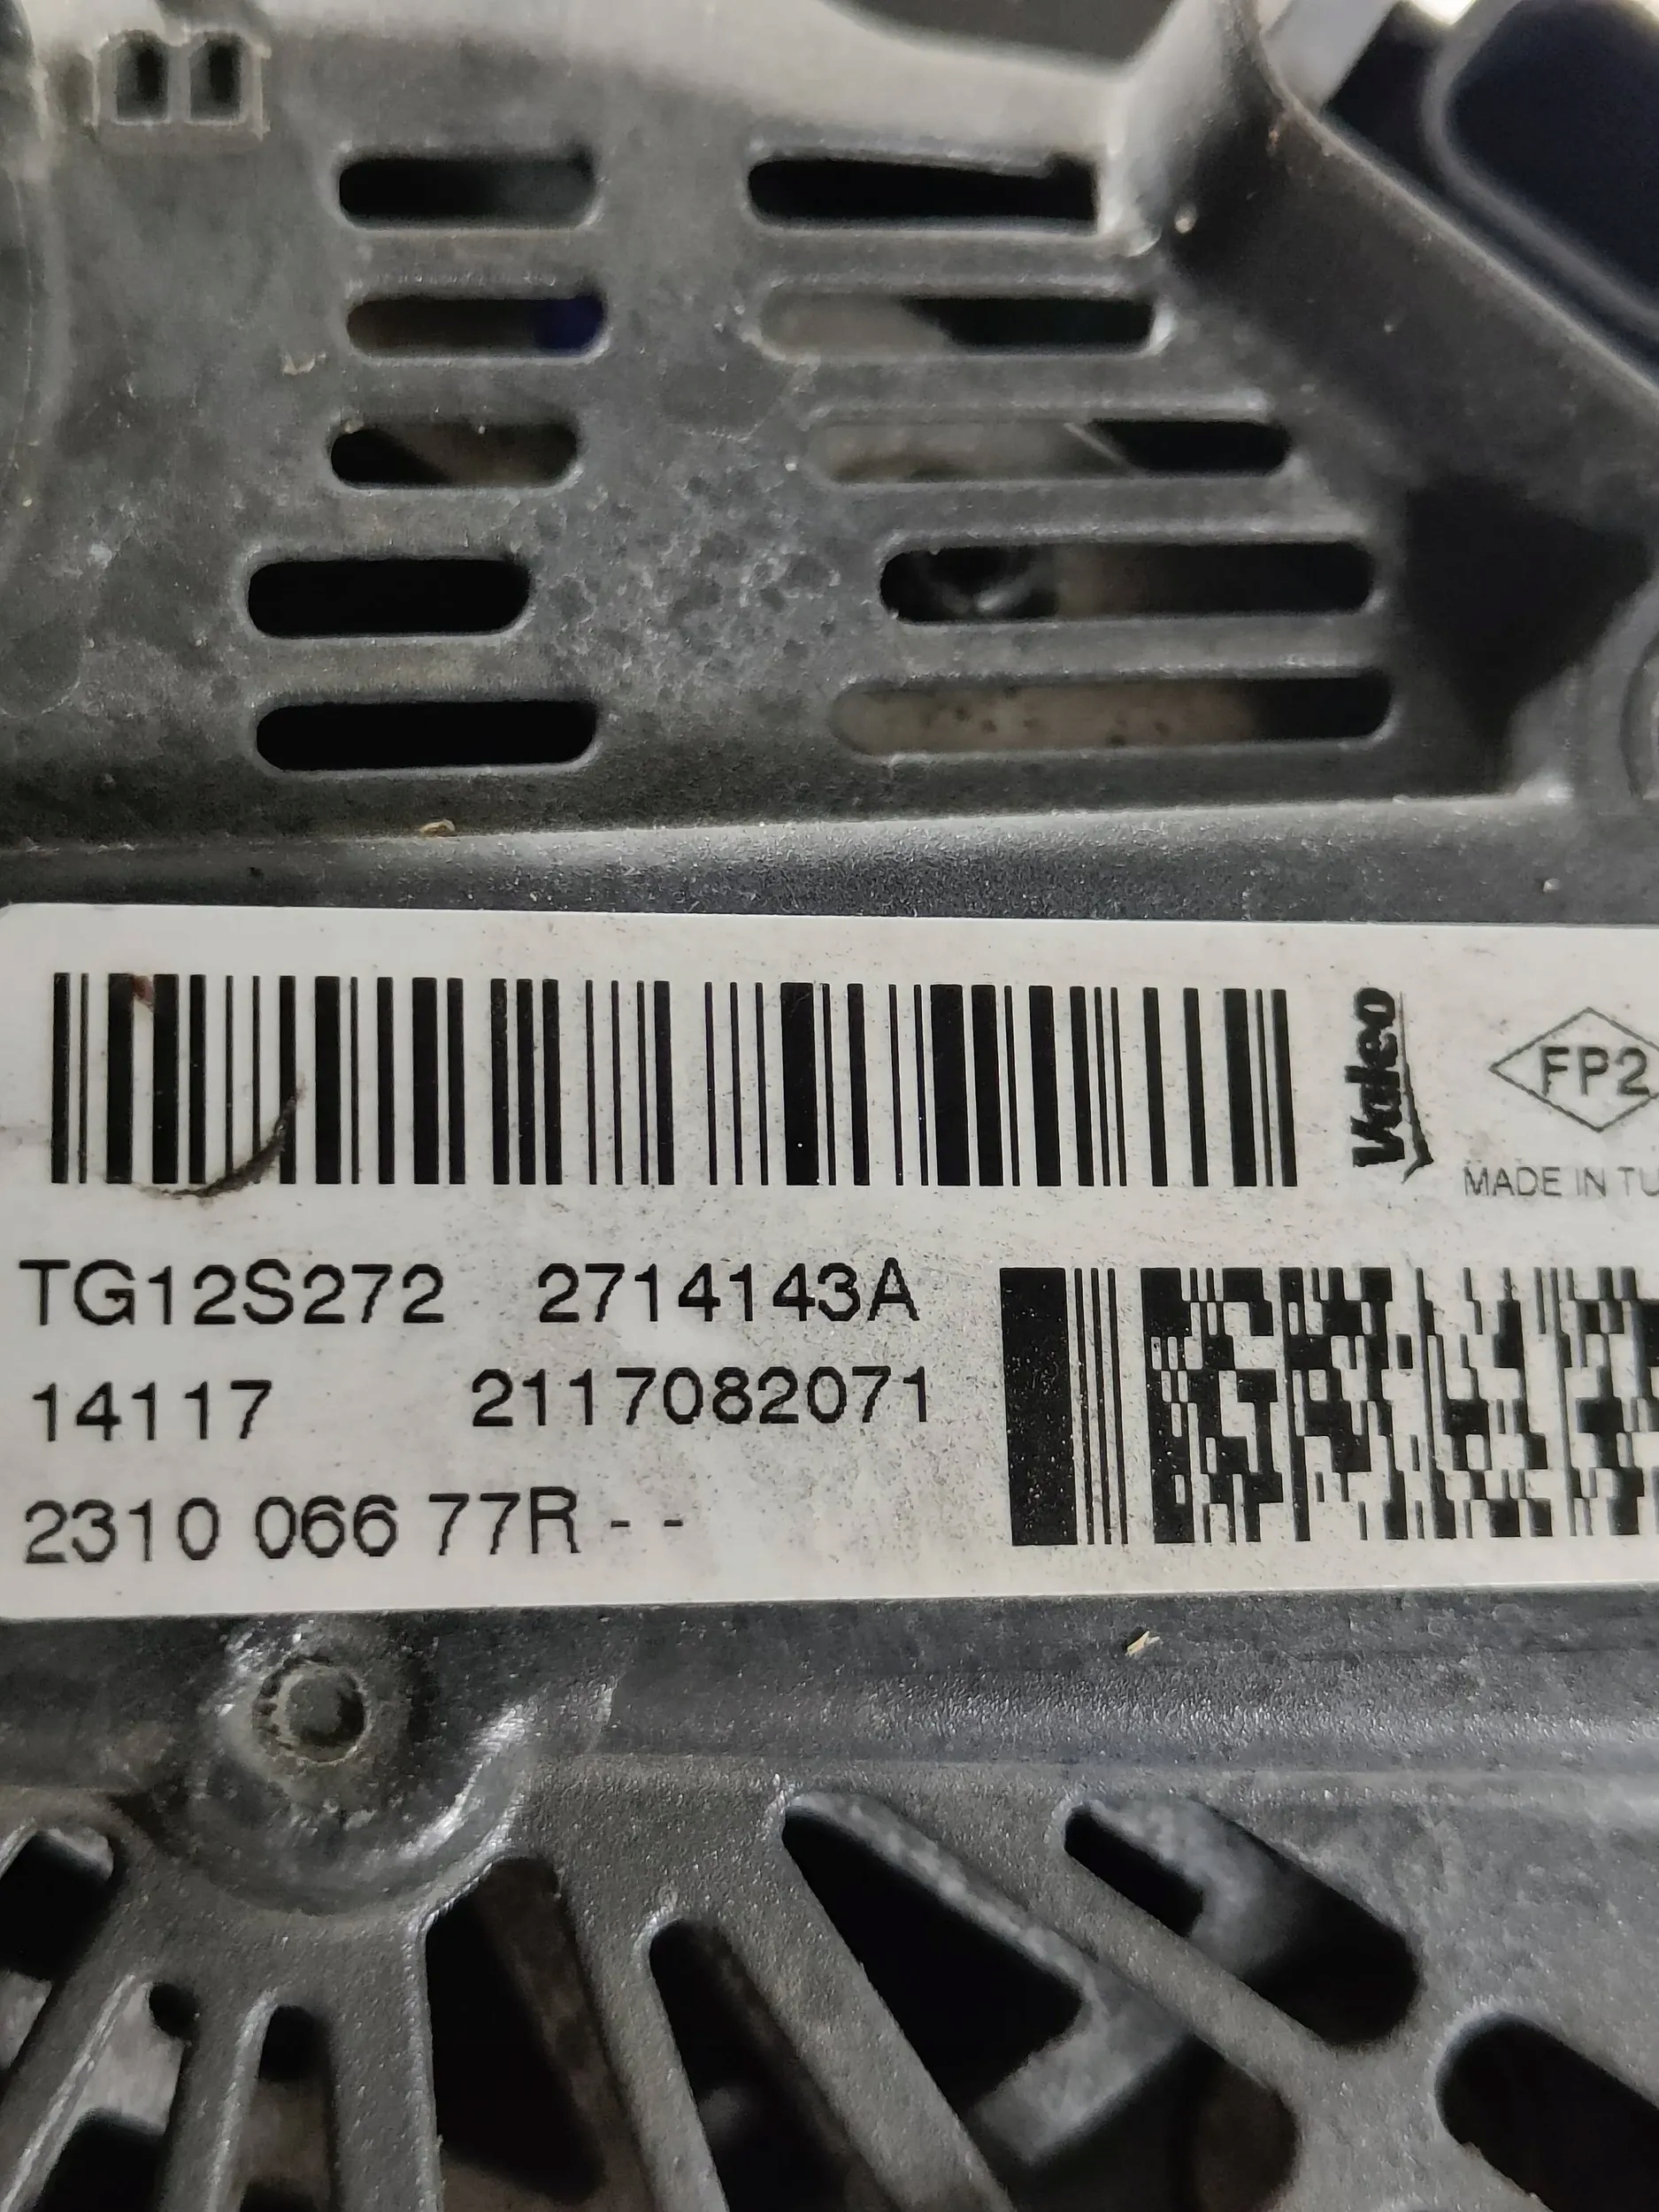 Valeo
FP2
MADE IN TU
TG12S272 2714143A
14117 2117082071
2310 066 77R - -